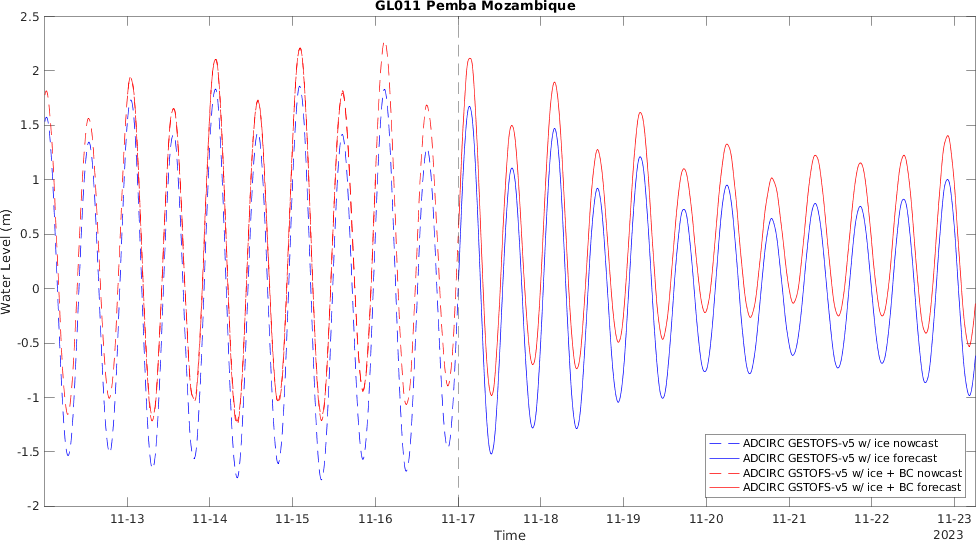 GL011 Pemba Mozambique
2.5
2
1.5
1
0.5
0
-0.5
-1
-1.5
-2
Water Level (m)
ADCIRC GESTOFS-v5 w/ ice nowcast
ADCIRC GESTOFS-v5 w/ ice forecast
ADCIRC GSTOFS-v5 w/ ice + BC nowcast
ADCIRC GSTOFS-v5 w/ ice + BC forecast
11-13 11-14 11-15 11-16 11-17 11-18 11-19 11-20 11-21 11-22 11-23
Time 2023